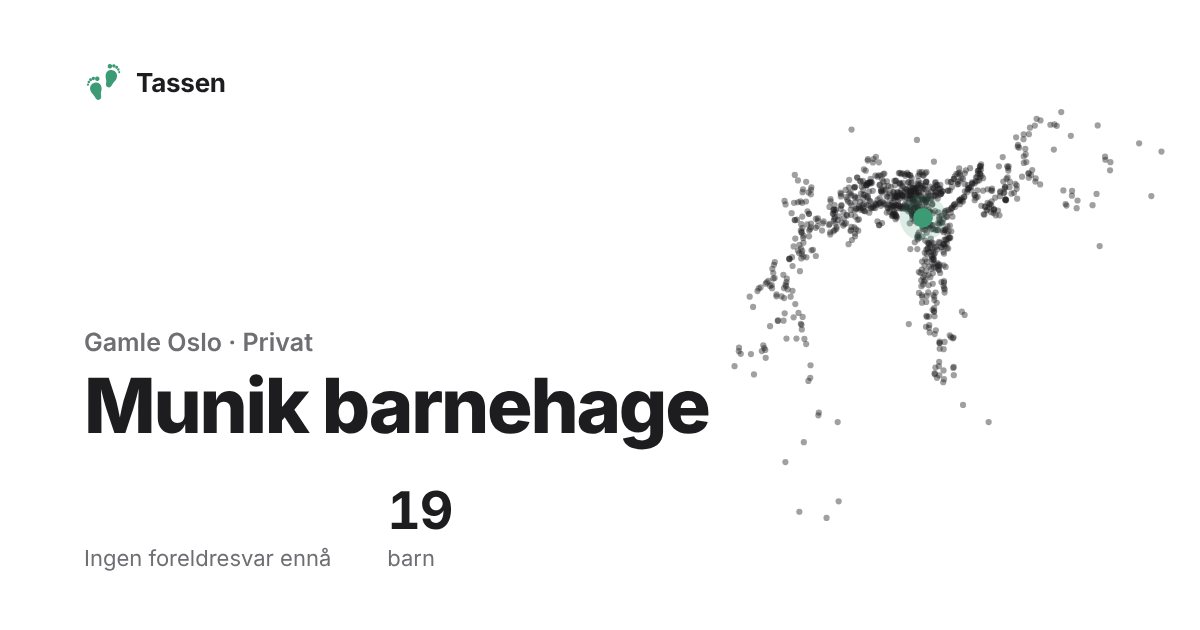 Tassen
Gamle Oslo · Privat
Munik barnehage
19
Ingen foreldresvar ennå
barn